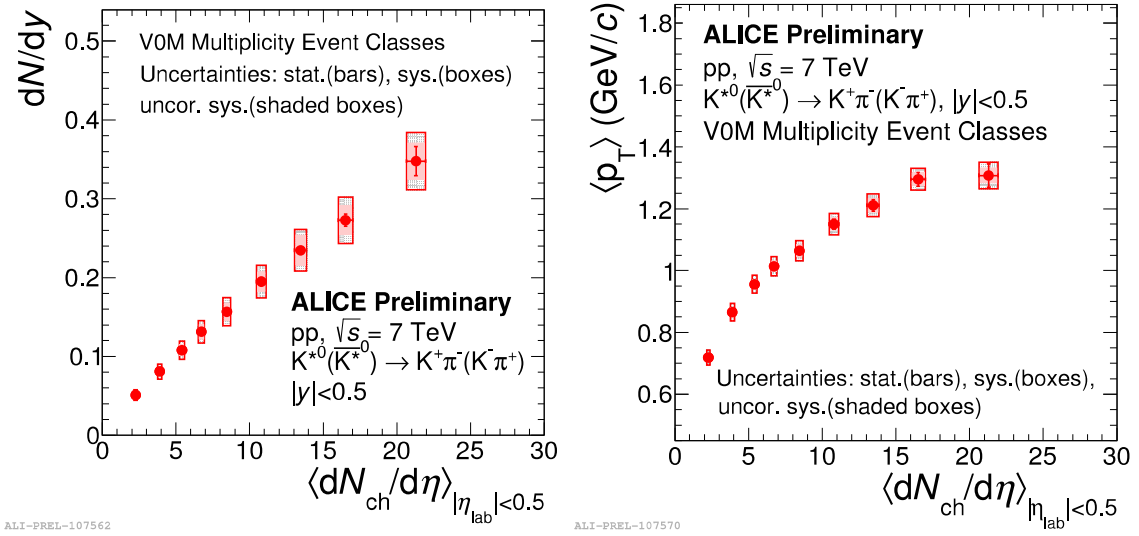 dN/dy
0.5
0.4
0.3
0.2
0.1
0
V0M Multiplicity Event Classes
Uncertainties: stat.(bars), sys.(boxes)
uncor. sys.(shaded boxes)
ALICE Preliminary
pp, √s = 7 TeV
K*⁰(K̅*̅⁰) → K⁺π⁻(K⁻π⁺)
|y|<0.5
0 5 10 15 20 25 30
⟨dN_ch/dη⟩_|η_lab|<0.5
ALI-PREL-107562
⟨p_T⟩ (GeV/c)
1.8
1.6
1.4
1.2
1
0.8
0.6
ALICE Preliminary
pp, √s = 7 TeV
K*⁰(K̅*̅⁰) → K⁺π⁻(K⁻π⁺), |y|<0.5
V0M Multiplicity Event Classes
Uncertainties: stat.(bars), sys.(boxes),
uncor. sys.(shaded boxes)
0 5 10 15 20 25 30
⟨dN_ch/dη⟩_|η_lab|<0.5
ALI-PREL-107570